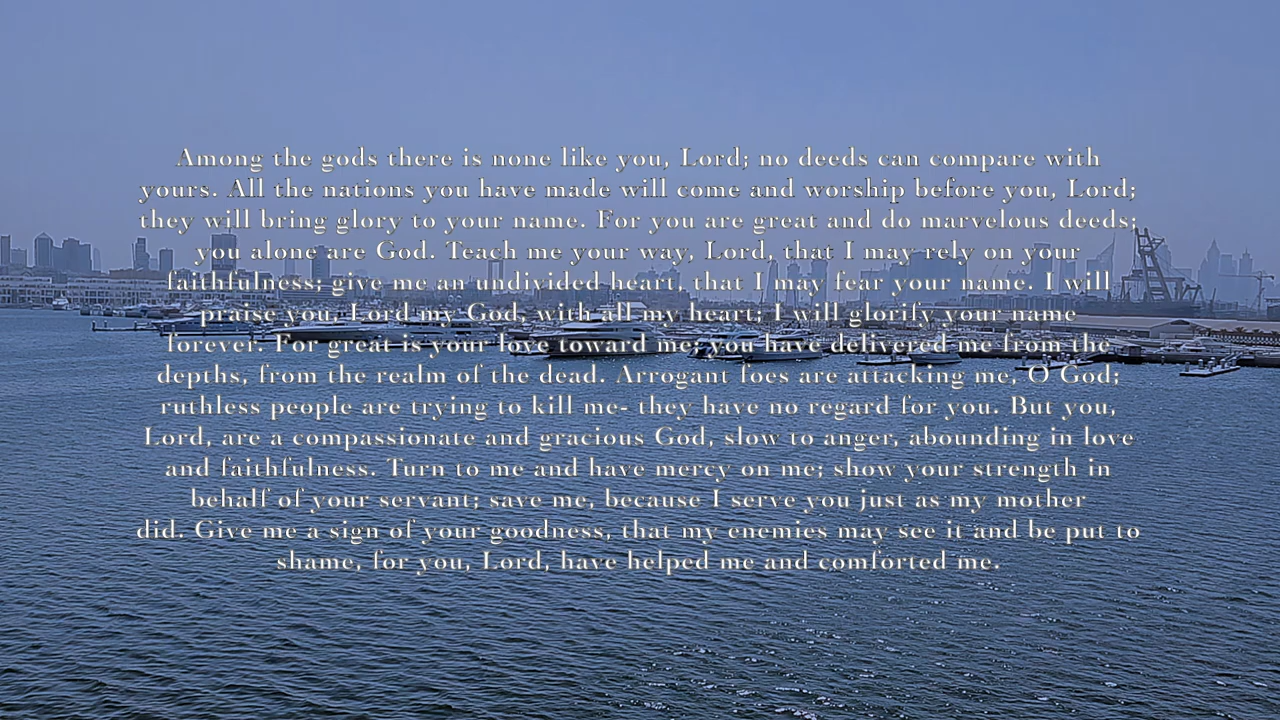 Among the gods there is none like you, Lord; no deeds can compare with
yours. All the nations you have made will come and worship before you, Lord;
they will bring glory to your name. For you are great and do marvelous deeds;
you alone are God. Teach me your way, Lord, that I may rely on your
faithfulness; give me an undivided heart, that I may fear your name. I will
praise you, Lord my God, with all my heart; I will glorify your name
forever. For great is your love toward me; you have delivered me from the
depths, from the realm of the dead. Arrogant foes are attacking me, O God;
ruthless people are trying to kill me- they have no regard for you. But you,
Lord, are a compassionate and gracious God, slow to anger, abounding in love
and faithfulness. Turn to me and have mercy on me; show your strength in
behalf of your servant; save me, because I serve you just as my mother
did. Give me a sign of your goodness, that my enemies may see it and be put to
shame, for you, Lord, have helped me and comforted me.